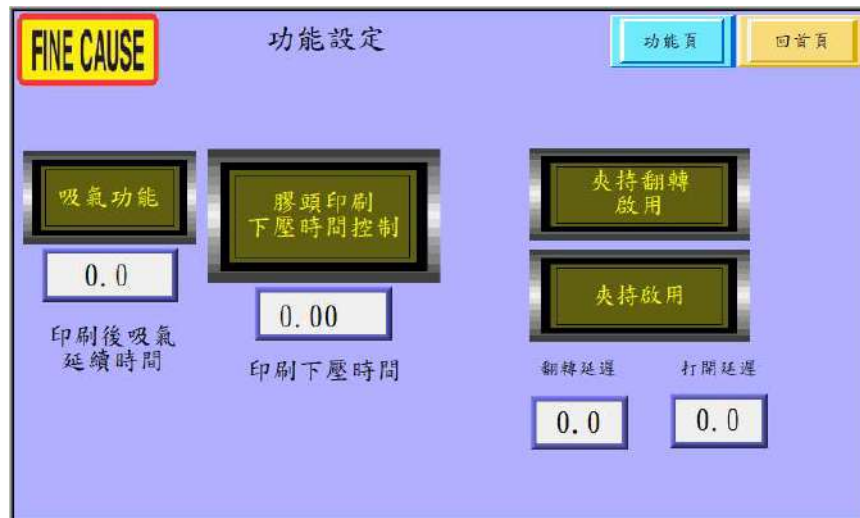 FINE CAUSE
功能設定
功能頁
回首頁
吸氣功能
0.0
印刷後吸氣
延續時間
膠頭印刷
下壓時間控制
0.00
印刷下壓時間
夾持翻轉
啟用
夾持啟用
翻轉延遲
打開延遲
0.0
0.0